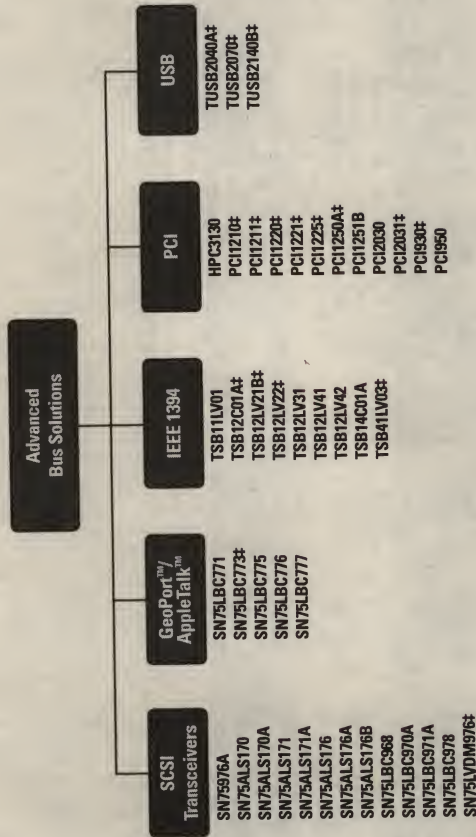 Advanced
Bus Solutions
SCSI
Transceivers
SN75976A
SN75ALS170
SN75ALS170A
SN75ALS171
SN75ALS171A
SN75ALS176
SN75ALS176A
SN75ALS176B
SN75LBC968
SN75LBC970A
SN75LBC971A
SN75LBC978
SN75LVDM976‡
GeoPort™/
AppleTalk™
SN75LBC771
SN75LBC773‡
SN75LBC775
SN75LBC776
SN75LBC777
IEEE 1394
TSB11LV01
TSB12C01A‡
TSB12LV21B‡
TSB12LV22‡
TSB12LV31
TSB12LV41
TSB12LV42
TSB14C01A
TSB41LV03‡
PCI
HPC3130
PCI1210‡
PCI1211‡
PCI1220‡
PCI1221‡
PCI1225‡
PCI1250A‡
PCI1251B
PCI2030
PCI2031‡
PCI930‡
PCI950
USB
TUSB2040A‡
TUSB2070‡
TUSB2140B‡